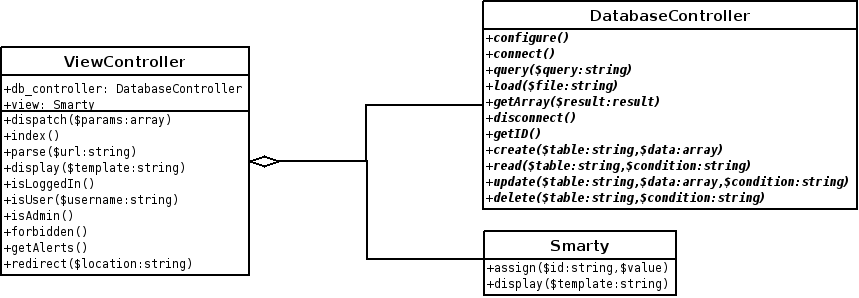 ViewController
+db_controller: DatabaseController
+view: Smarty
+dispatch($params:array)
+index()
+parse($url:string)
+display($template:string)
+isLoggedIn()
+isUser($username:string)
+isAdmin()
+forbidden()
+getAlerts()
+redirect($location:string)
DatabaseController
+configure()
+connect()
+query($query:string)
+load($file:string)
+getArray($result:result)
+disconnect()
+getID()
+create($table:string,$data:array)
+read($table:string,$condition:string)
+update($table:string,$data:array,$condition:string)
+delete($table:string,$condition:string)
Smarty
+assign($id:string,$value)
+display($template:string)